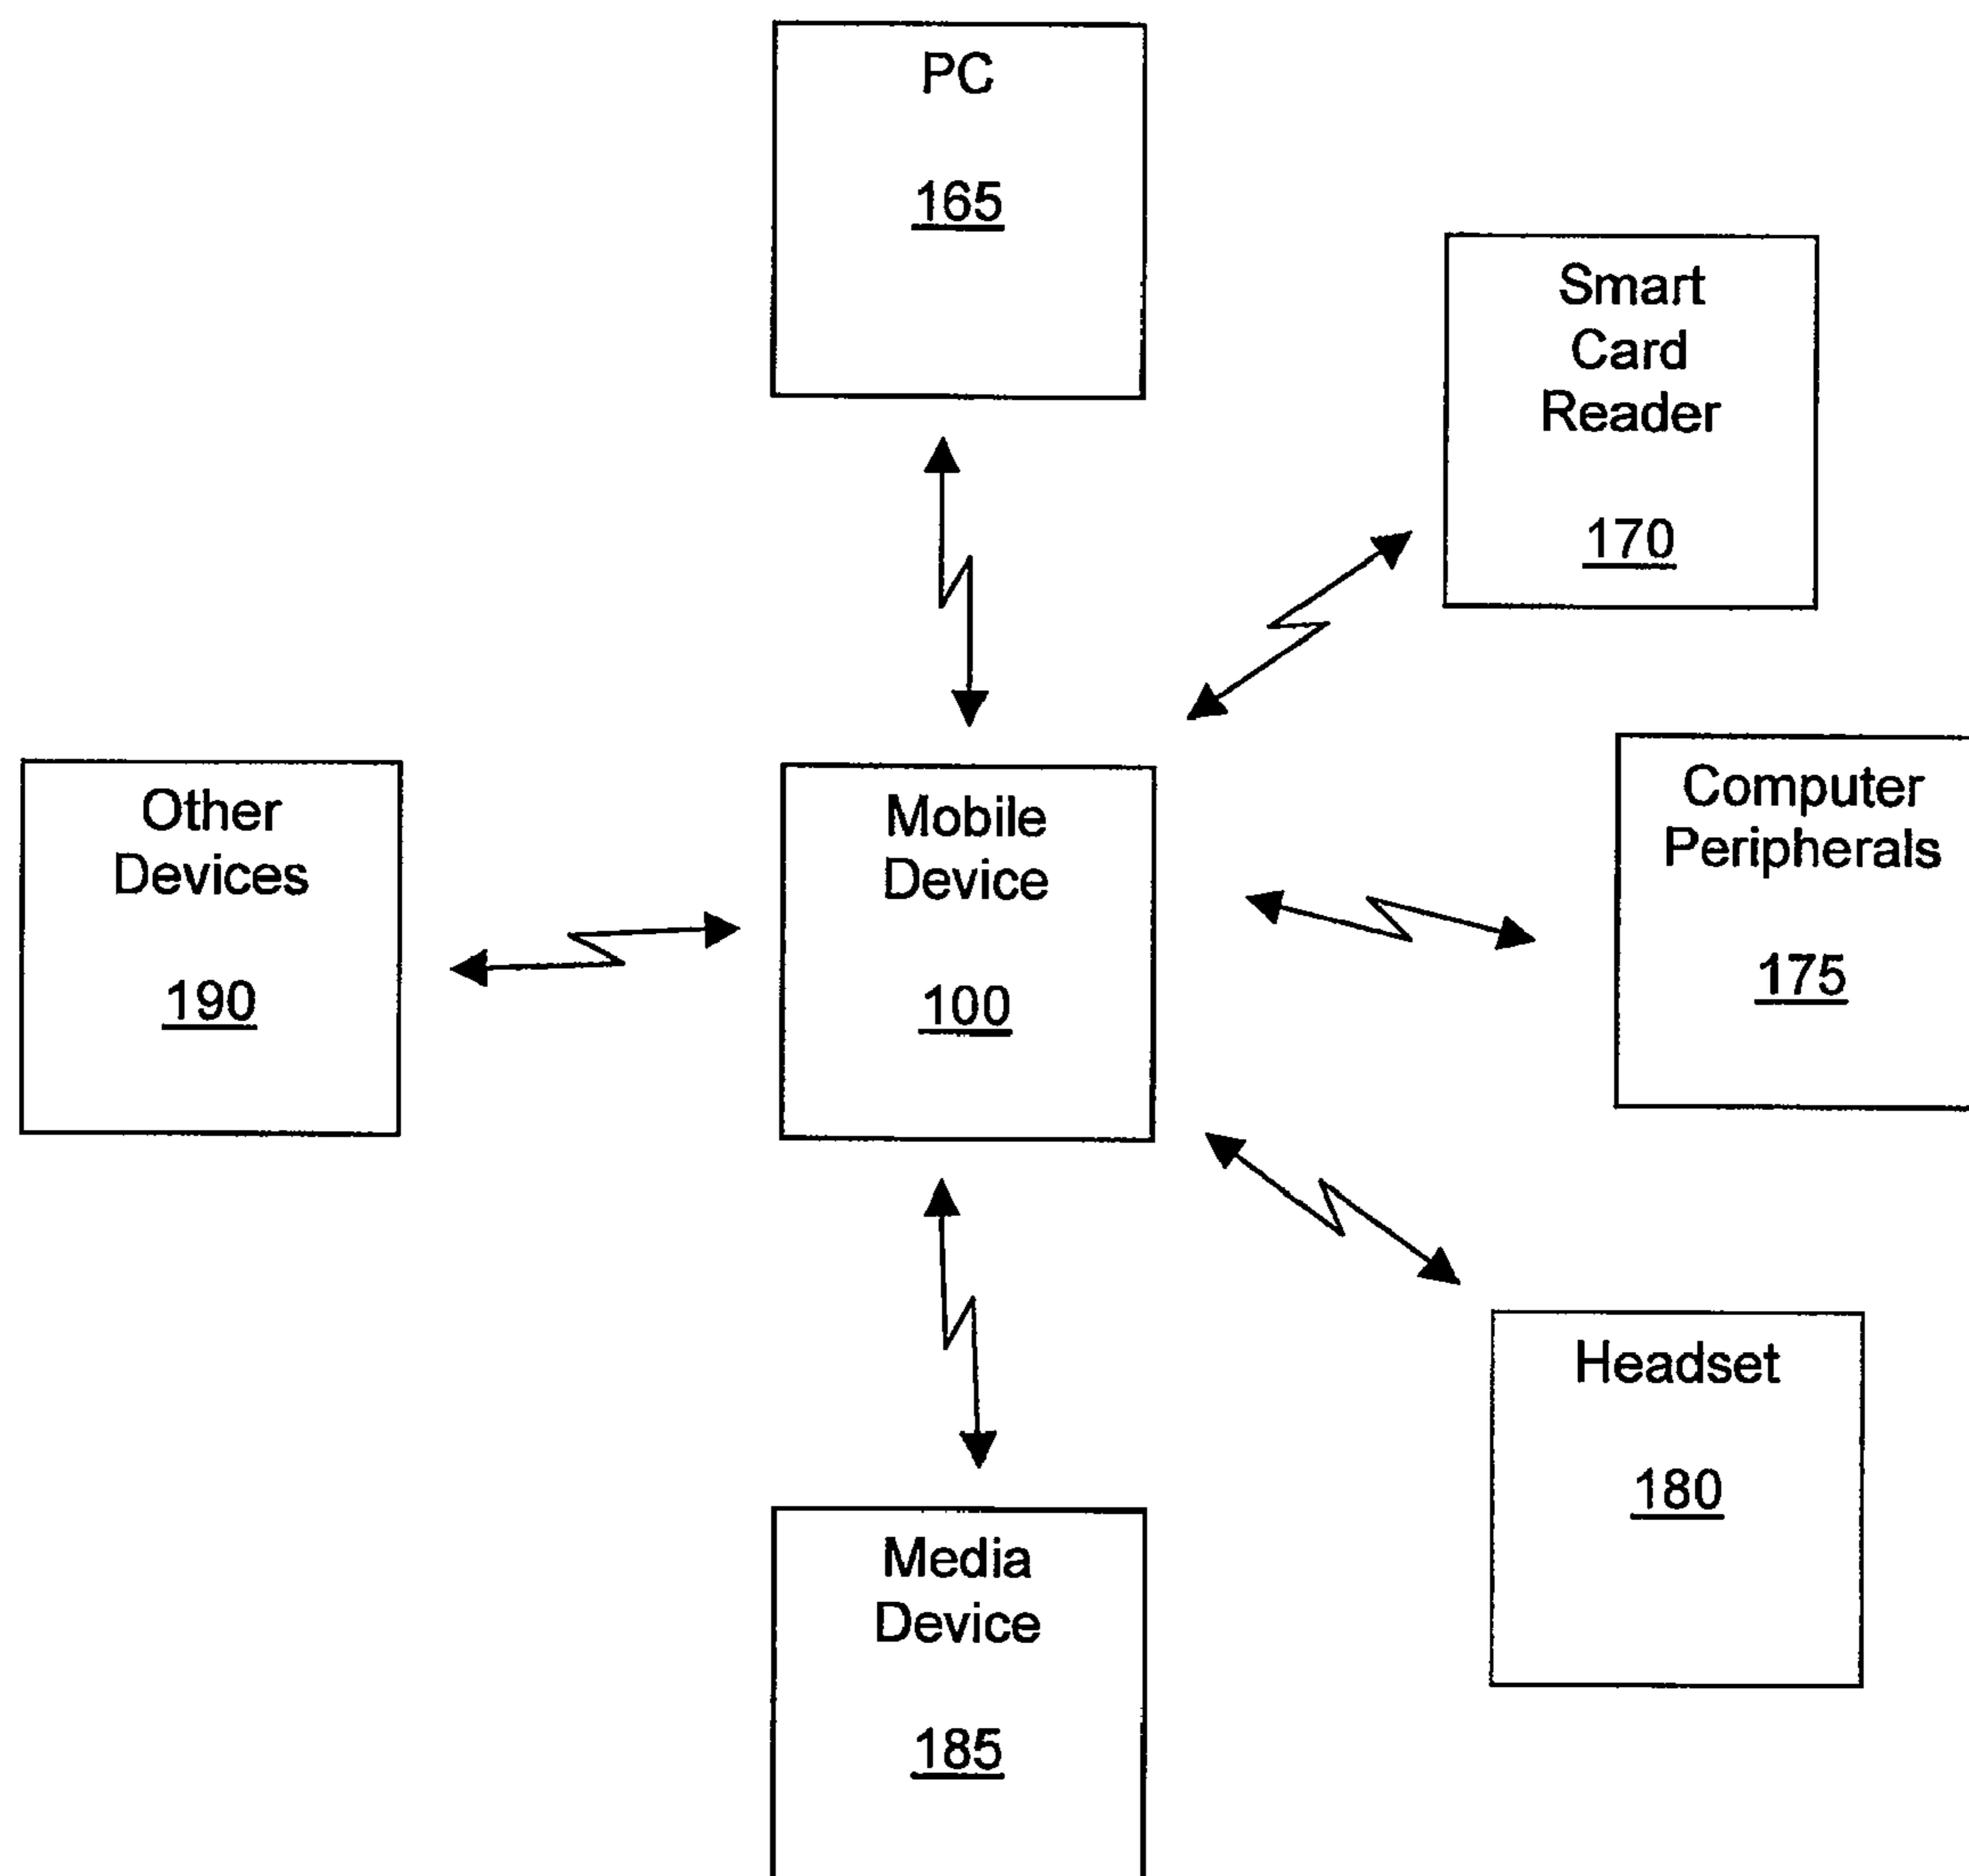 PC
165
Smart
Card
Reader
170
Computer
Peripherals
175
Other
Devices
190
Mobile
Device
100
Headset
180
Media
Device
185